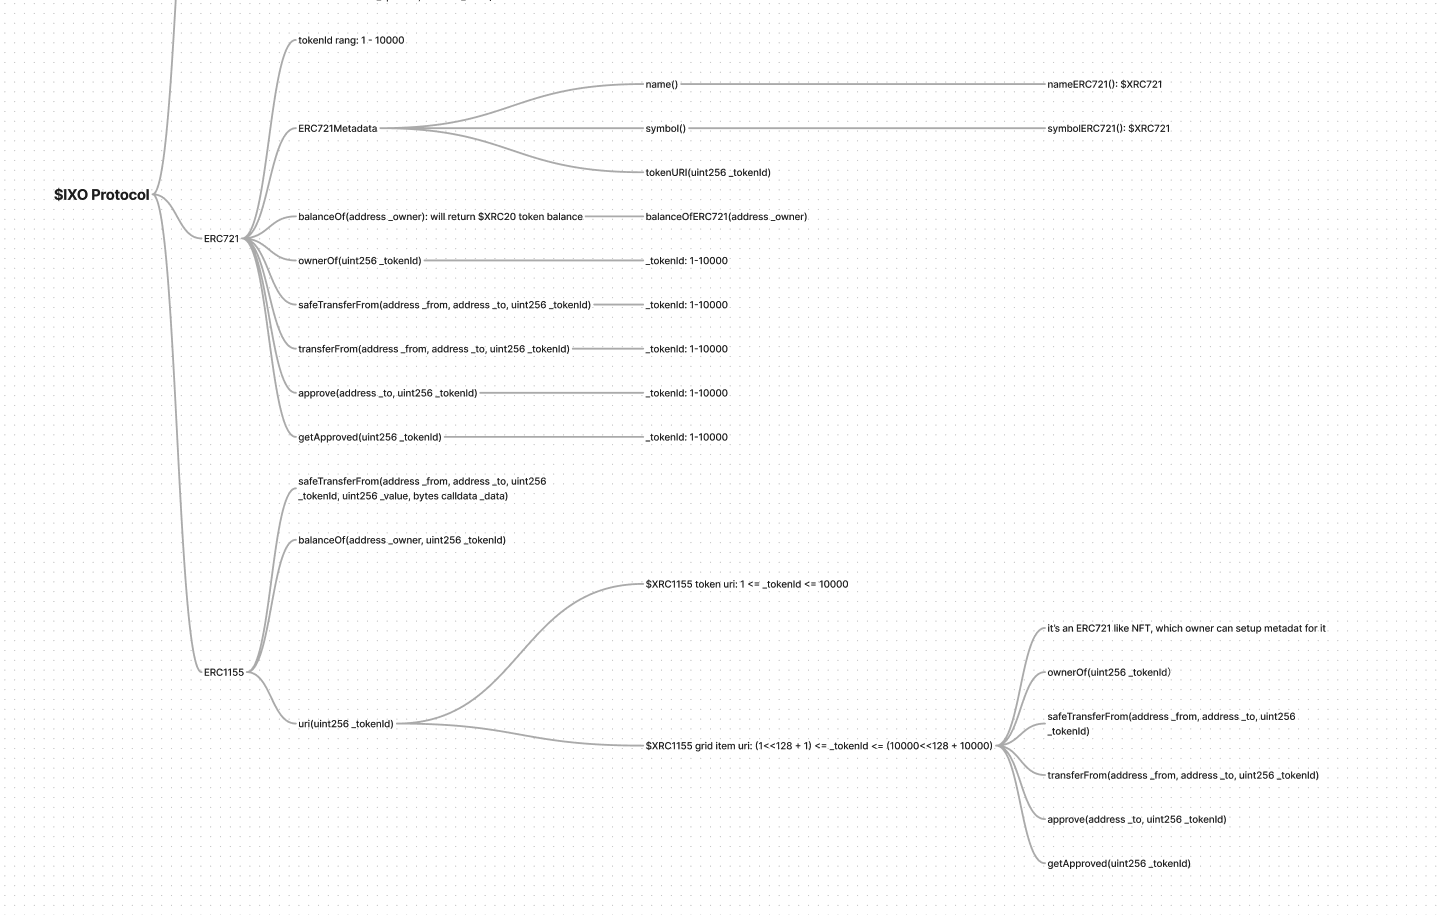 tokenId rang: 1 - 10000
name()
nameERC721(): $XRC721
ERC721Metadata
symbol()
symbolERC721(): $XRC721
tokenURI(uint256 _tokenId)
$IXO Protocol
balanceOf(address _owner): will return $XRC20 token balance
balanceOfERC721(address _owner)
ERC721
ownerOf(uint256 _tokenId)
_tokenId: 1-10000
safeTransferFrom(address _from, address _to, uint256 _tokenId)
_tokenId: 1-10000
transferFrom(address _from, address _to, uint256 _tokenId)
_tokenId: 1-10000
approve(address _to, uint256 _tokenId)
_tokenId: 1-10000
getApproved(uint256 _tokenId)
_tokenId: 1-10000
safeTransferFrom(address _from, address _to, uint256
_tokenId, uint256 _value, bytes calldata _data)
balanceOf(address _owner, uint256 _tokenId)
$XRC1155 token uri: 1 <= _tokenId <= 10000
it's an ERC721 like NFT, which owner can setup metadat for it
ERC1155
ownerOf(uint256 _tokenId)
uri(uint256 _tokenId)
safeTransferFrom(address _from, address _to, uint256
_tokenId)
$XRC1155 grid item uri: (1<<128 + 1) <= _tokenId <= (10000<<128 + 10000)
transferFrom(address _from, address _to, uint256 _tokenId)
approve(address _to, uint256 _tokenId)
getApproved(uint256 _tokenId)